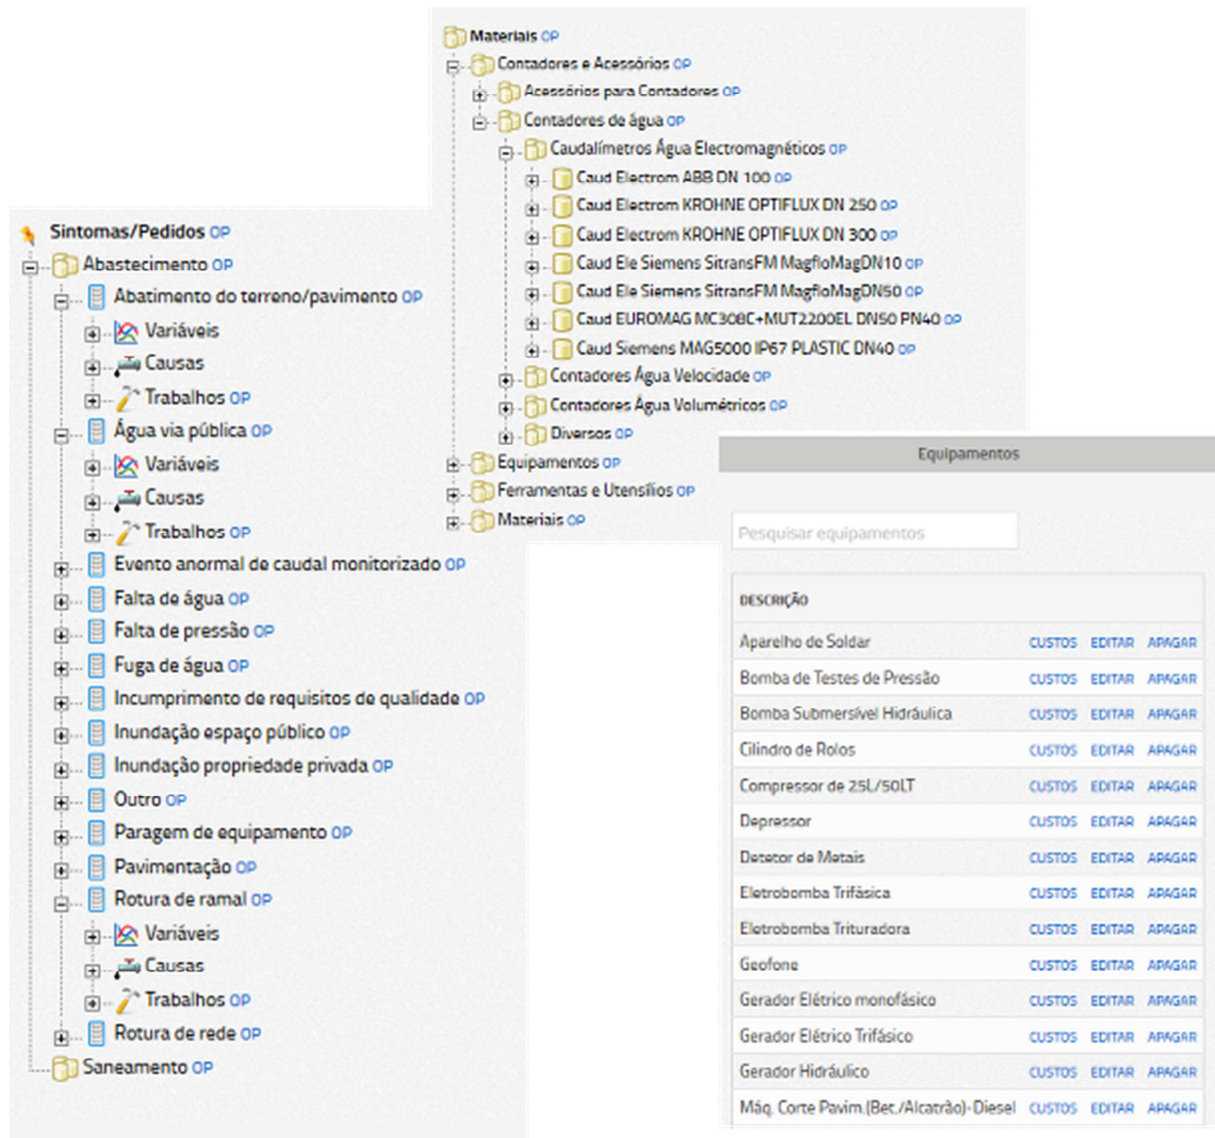 Materiais OP
Contadores e Acessórios OP
Acessórios para Contadores OP
Contadores de água OP
Caudalímetros Água Electromagnéticos OP
Caud Electrom ABB DN 100 OP
Caud Electrom KROHNE OPTIFLUX DN 250 OP
Caud Electrom KROHNE OPTIFLUX DN 300 OP
Caud Ele Siemens SitransFM MagfloMagDN10 OP
Caud Ele Siemens SitransFM MagfloMagDN50 OP
Caud EUROMAG MC308C+MUT2200EL DN50 PN40 OP
Caud Siemens MAG5000 IP67 PLASTIC DN40 OP
Contadores Água Velocidade OP
Contadores Água Volumétricos OP
Diversos OP
Equipamentos OP
Ferramentas e Utensílios OP
Materiais OP
Sintomas/Pedidos OP
Abastecimento OP
Abatimento do terreno/pavimento OP
Variáveis
Causas
Trabalhos OP
Água via pública OP
Variáveis
Causas
Trabalhos OP
Evento anormal de caudal monitorizado OP
Falta de água OP
Falta de pressão OP
Fuga de água OP
Incumprimento de requisitos de qualidade OP
Inundação espaço público OP
Inundação propriedade privada OP
Outro OP
Paragem de equipamento OP
Pavimentação OP
Rotura de ramal OP
Variáveis
Causas
Trabalhos OP
Rotura de rede OP
Saneamento OP
Equipamentos
Pesquisar equipamentos
DESCRIÇÃO
Aparelho de Soldar CUSTOS EDITAR APAGAR
Bomba de Testes de Pressão CUSTOS EDITAR APAGAR
Bomba Submersível Hidráulica CUSTOS EDITAR APAGAR
Cilindro de Rolos CUSTOS EDITAR APAGAR
Compressor de 25L/50LT CUSTOS EDITAR APAGAR
Depressor CUSTOS EDITAR APAGAR
Detetor de Metais CUSTOS EDITAR APAGAR
Eletrobomba Trifásica CUSTOS EDITAR APAGAR
Eletrobomba Trituradora CUSTOS EDITAR APAGAR
Geofone CUSTOS EDITAR APAGAR
Gerador Elétrico monofásico CUSTOS EDITAR APAGAR
Gerador Elétrico Trifásico CUSTOS EDITAR APAGAR
Gerador Hidráulico CUSTOS EDITAR APAGAR
Máq. Corte Pavim.(Bet./Alcatrão)-Diesel CUSTOS EDITAR APAGAR